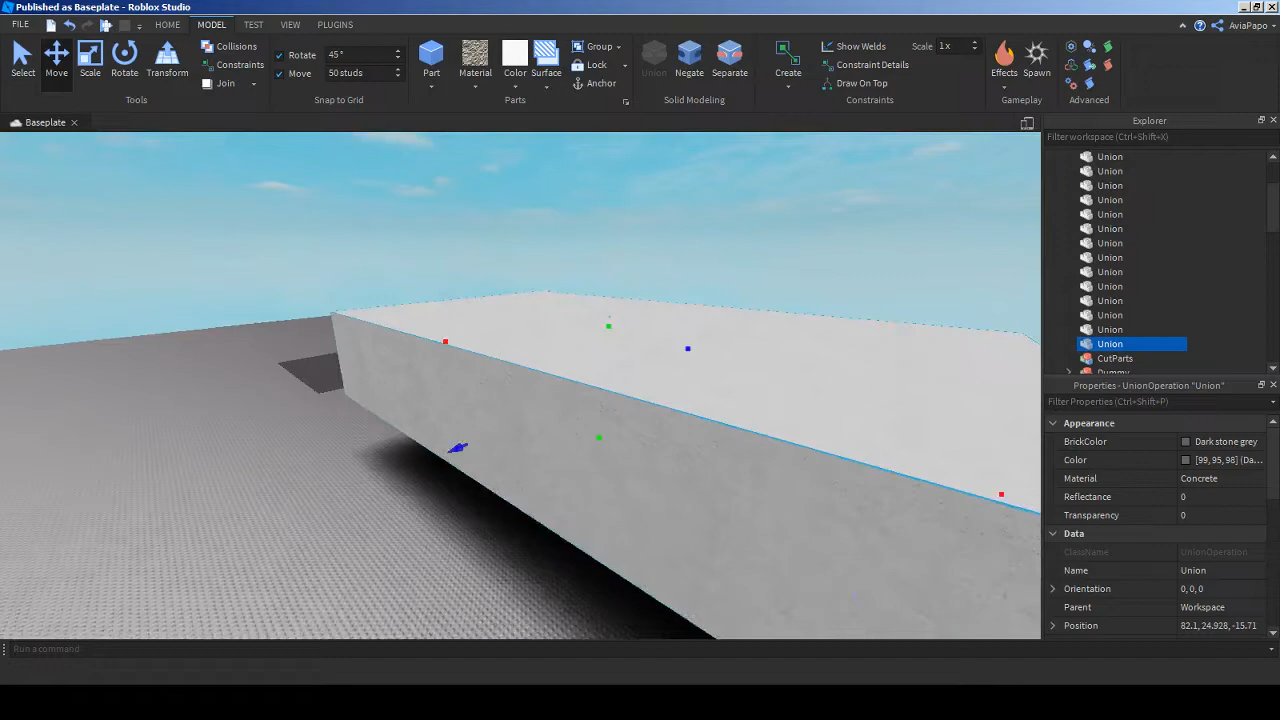 Published as Baseplate - Roblox Studio
FILE HOME MODEL TEST VIEW PLUGINS AviaPapo
Select Move Scale Rotate Transform
Collisions
Constraints
Join
Tools
Rotate 45°
Move 50 studs
Snap to Grid
Part Material Color Surface
Group
Lock
Anchor
Parts
Union Negate Separate
Solid Modeling
Create
Show Welds Scale 1x
Constraint Details
Draw On Top
Constraints
Effects Spawn
Gameplay
Advanced
Baseplate
Explorer
Filter workspace (Ctrl+Shift+X)
Union
Union
Union
Union
Union
Union
Union
Union
Union
Union
Union
Union
Union
Union
CutParts
Dummy
Properties - UnionOperation "Union"
Filter Properties (Ctrl+Shift+P)
Appearance
BrickColor Dark stone grey
Color [99,95,98] (Da...
Material Concrete
Reflectance 0
Transparency 0
Data
ClassName UnionOperation
Name Union
Orientation 0,0,0
Parent Workspace
Position 82.1,24.928,-15.71
Run a command